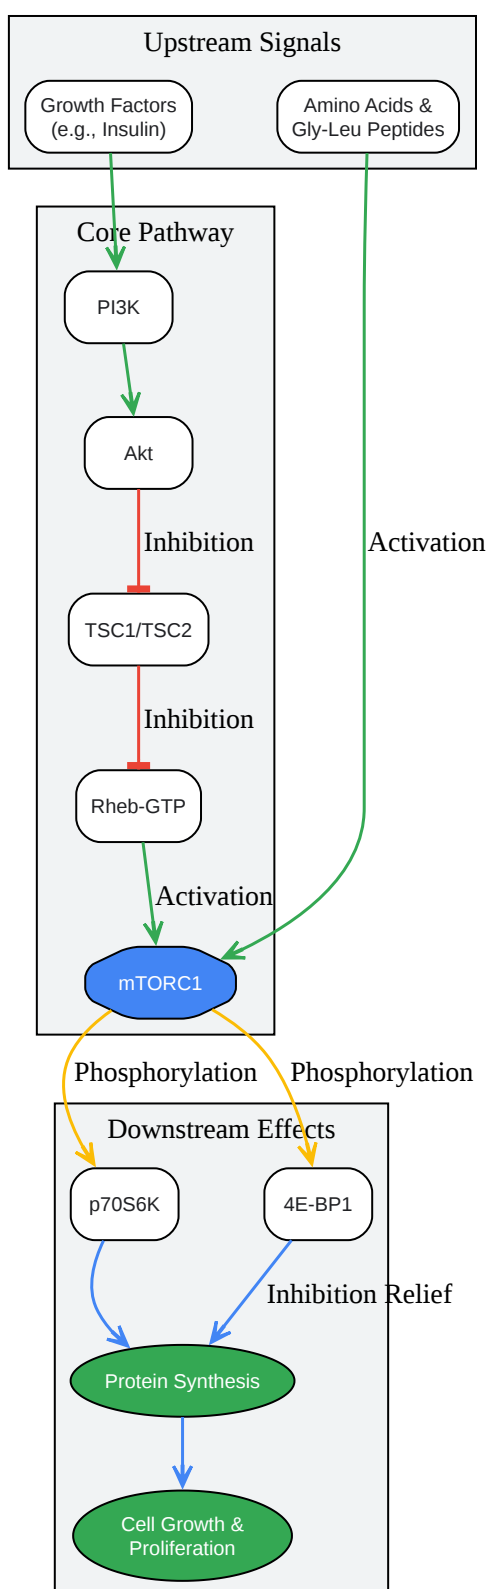 Upstream Signals
Growth Factors
(e.g., Insulin)
Amino Acids &
Gly-Leu Peptides
Core Pathway
PI3K
Akt
Inhibition
Activation
TSC1/TSC2
Inhibition
Rheb-GTP
Activation
mTORC1
Phosphorylation
Phosphorylation
Downstream Effects
p70S6K
4E-BP1
Inhibition Relief
Protein Synthesis
Cell Growth &
Proliferation